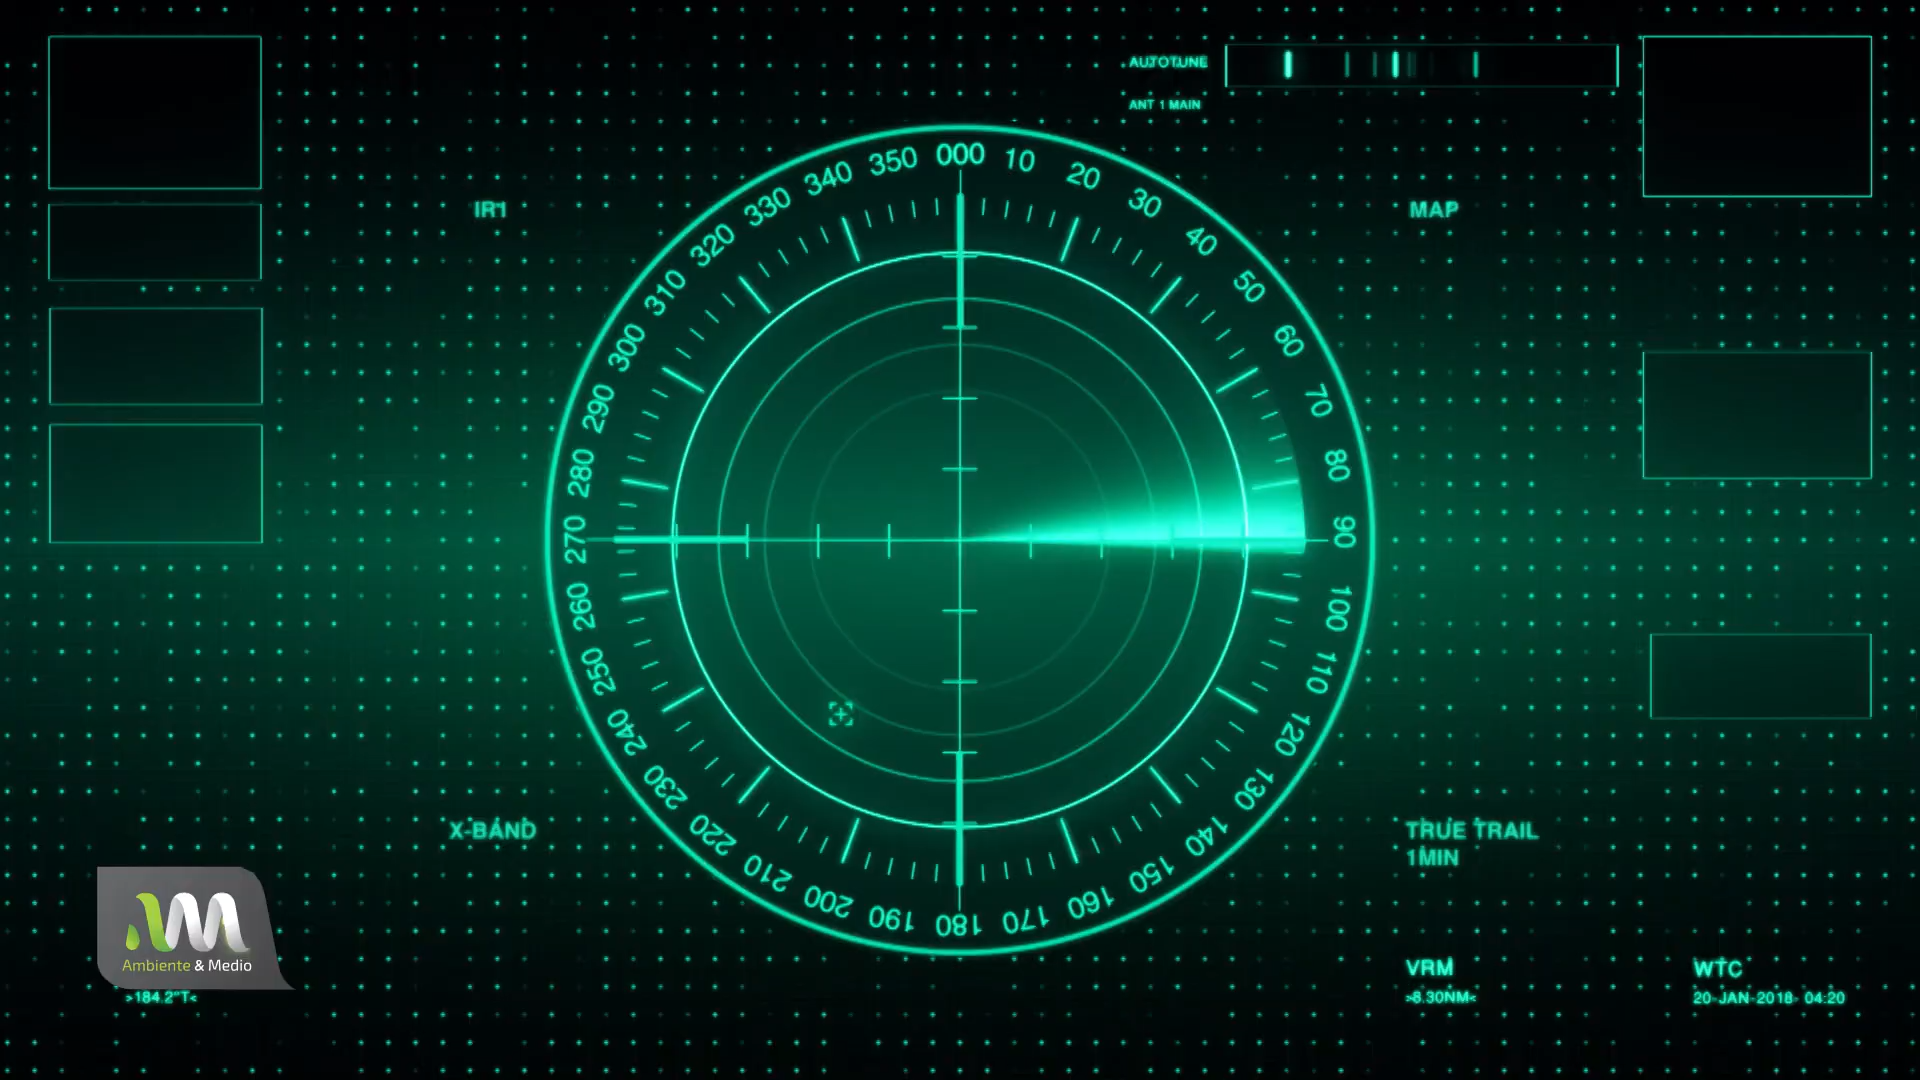 AUTOTUNE
ANT 1 MAIN
IR1
MAP
000 10 20 30 40 50 60 70 80 90 100 110 120 130 140 150 160 170 180 190 200 210 220 230 240 250 260 270 280 290 300 310 320 330 340 350
X-BAND
TRUE TRAIL
1MIN
Ambiente & Medio
>184.2°T<
VRM
>8.30NM<
WTC
20-JAN-2018- 04:20